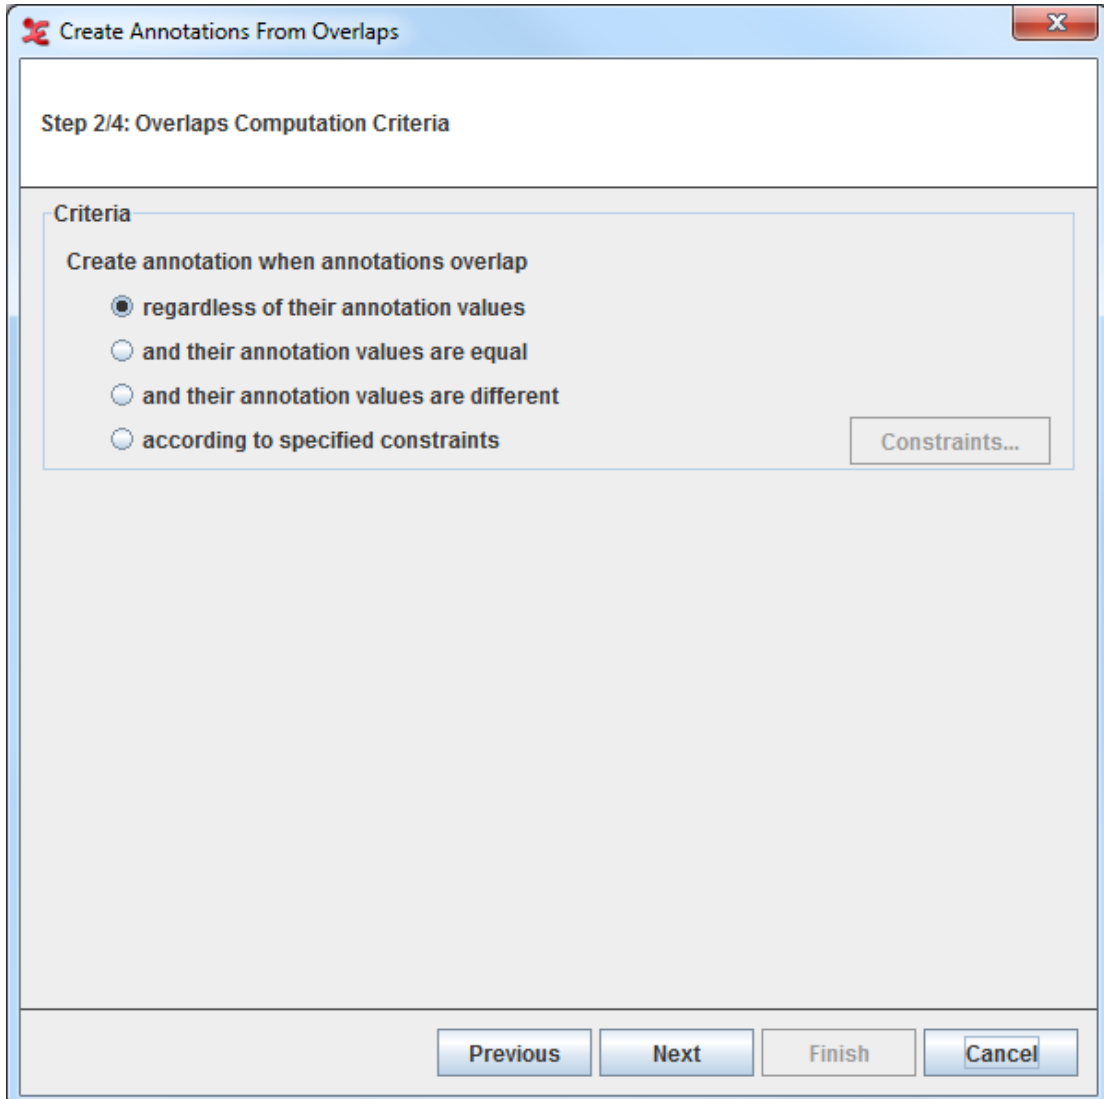 Create Annotations From Overlaps
Step 2/4: Overlaps Computation Criteria
Criteria
Create annotation when annotations overlap
regardless of their annotation values
and their annotation values are equal
and their annotation values are different
according to specified constraints
Constraints...
Previous Next Finish Cancel